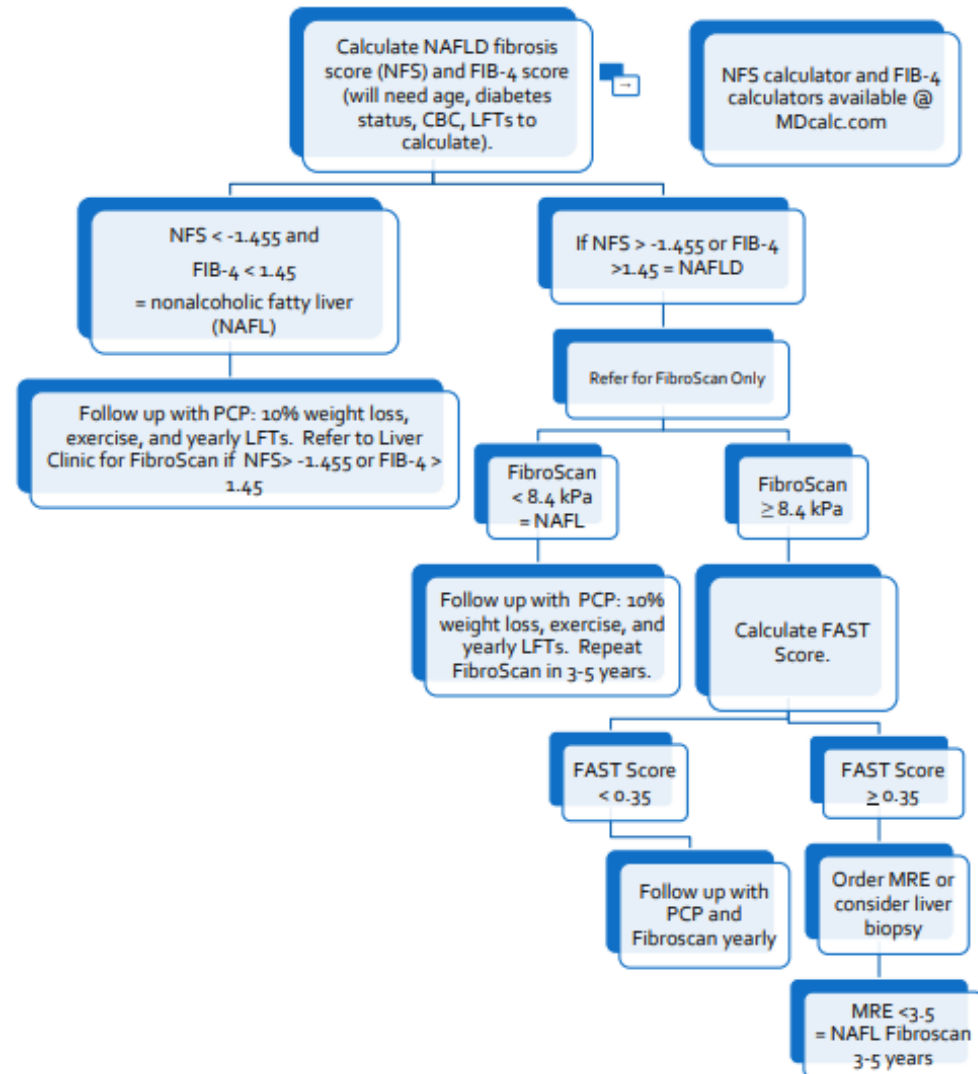 Calculate NAFLD fibrosis
score (NFS) and FIB-4 score
(will need age, diabetes
status, CBC, LFTs to
calculate).
→
NFS calculator and FIB-4
calculators available @
MDcalc.com
NFS < -1.455 and
FIB-4 < 1.45
= nonalcoholic fatty liver
(NAFL)
If NFS > -1.455 or FIB-4
>1.45 = NAFLD
Refer for FibroScan Only
Follow up with PCP: 10% weight loss,
exercise, and yearly LFTs. Refer to Liver
Clinic for FibroScan if NFS> -1.455 or FIB-4 >
1.45
FibroScan
< 8.4 kPa
= NAFL
FibroScan
≥ 8.4 kPa
Follow up with PCP: 10%
weight loss, exercise, and
yearly LFTs. Repeat
FibroScan in 3-5 years.
Calculate FAST
Score.
FAST Score
< 0.35
FAST Score
≥ 0.35
Follow up with
PCP and
Fibroscan yearly
Order MRE or
consider liver
biopsy
MRE <3.5
= NAFL Fibroscan
3-5 years